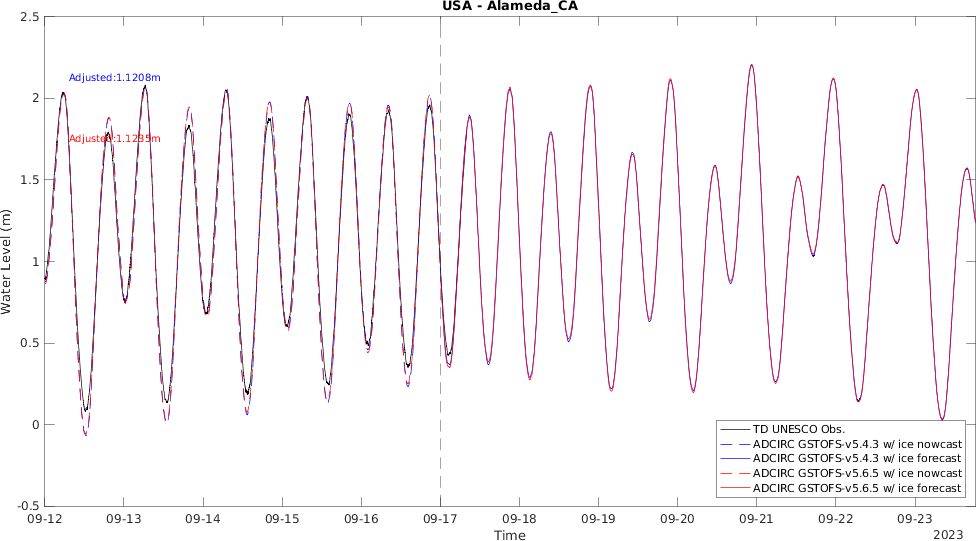 USA - Alameda_CA
2.5
2
1.5
1
0.5
0
-0.5
Water Level (m)
Adjusted:1.1208m
Adjusted:1.1235m
TD UNESCO Obs.
ADCIRC GSTOFS-v5.4.3 w/ ice nowcast
ADCIRC GSTOFS-v5.4.3 w/ ice forecast
ADCIRC GSTOFS-v5.6.5 w/ ice nowcast
ADCIRC GSTOFS-v5.6.5 w/ ice forecast
09-12 09-13 09-14 09-15 09-16 09-17 09-18 09-19 09-20 09-21 09-22 09-23
Time
2023